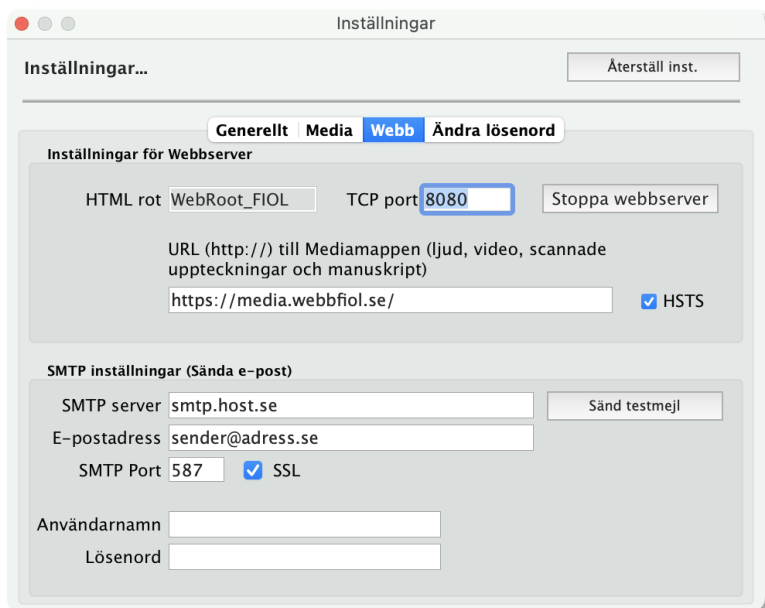 Inställningar
Inställningar...
Återställ inst.
Generellt Media Webb Ändra lösenord
Inställningar för Webbserver
HTML rot WebRoot_FIOL TCP port 8080 Stoppa webbserver
URL (http://) till Mediamappen (ljud, video, scannade
uppteckningar och manuskript)
https://media.webbfiol.se/ HSTS
SMTP inställningar (Sända e-post)
SMTP server smtp.host.se Sänd testmejl
E-postadress sender@adress.se
SMTP Port 587 SSL
Användarnamn
Lösenord